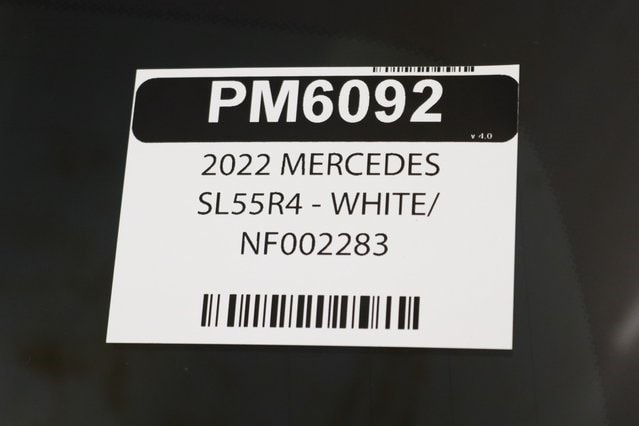 PM6092
v 4.0
2022 MERCEDES
SL55R4 - WHITE/
NF002283